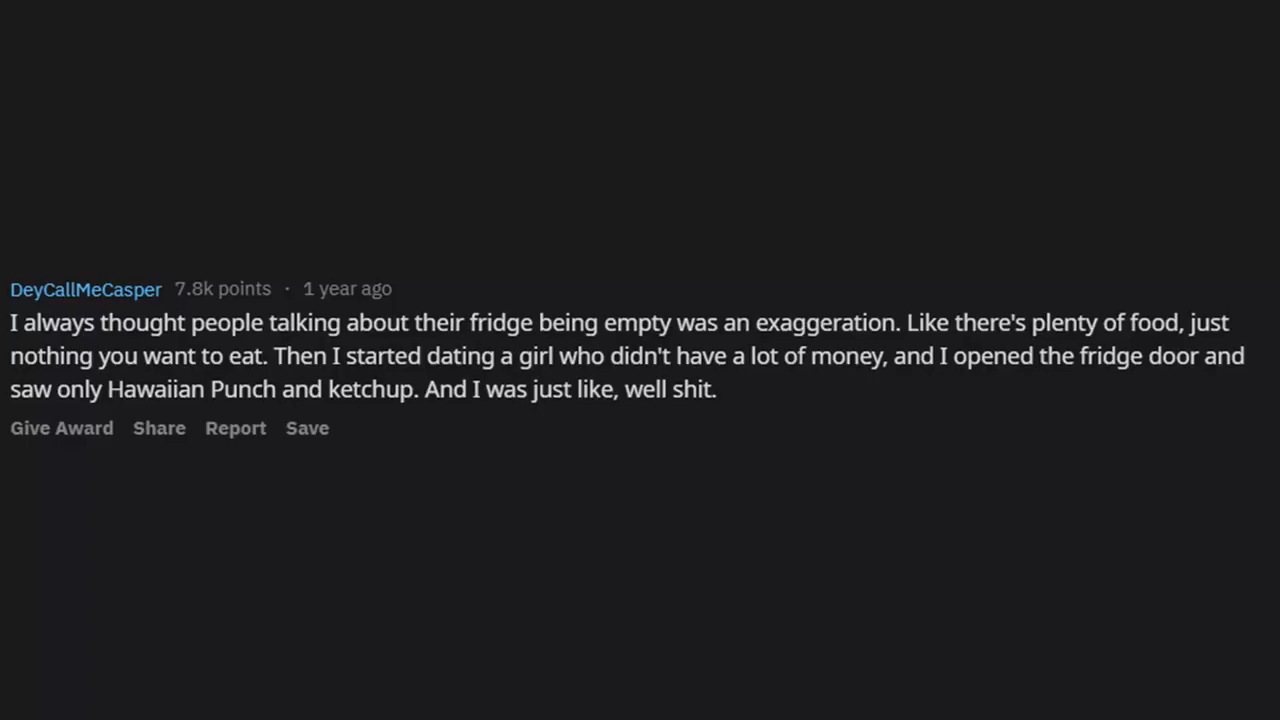 DeyCallMeCasper 7.8k points · 1 year ago
I always thought people talking about their fridge being empty was an exaggeration. Like there's plenty of food, just
nothing you want to eat. Then I started dating a girl who didn't have a lot of money, and I opened the fridge door and
saw only Hawaiian Punch and ketchup. And I was just like, well shit.
Give Award Share Report Save